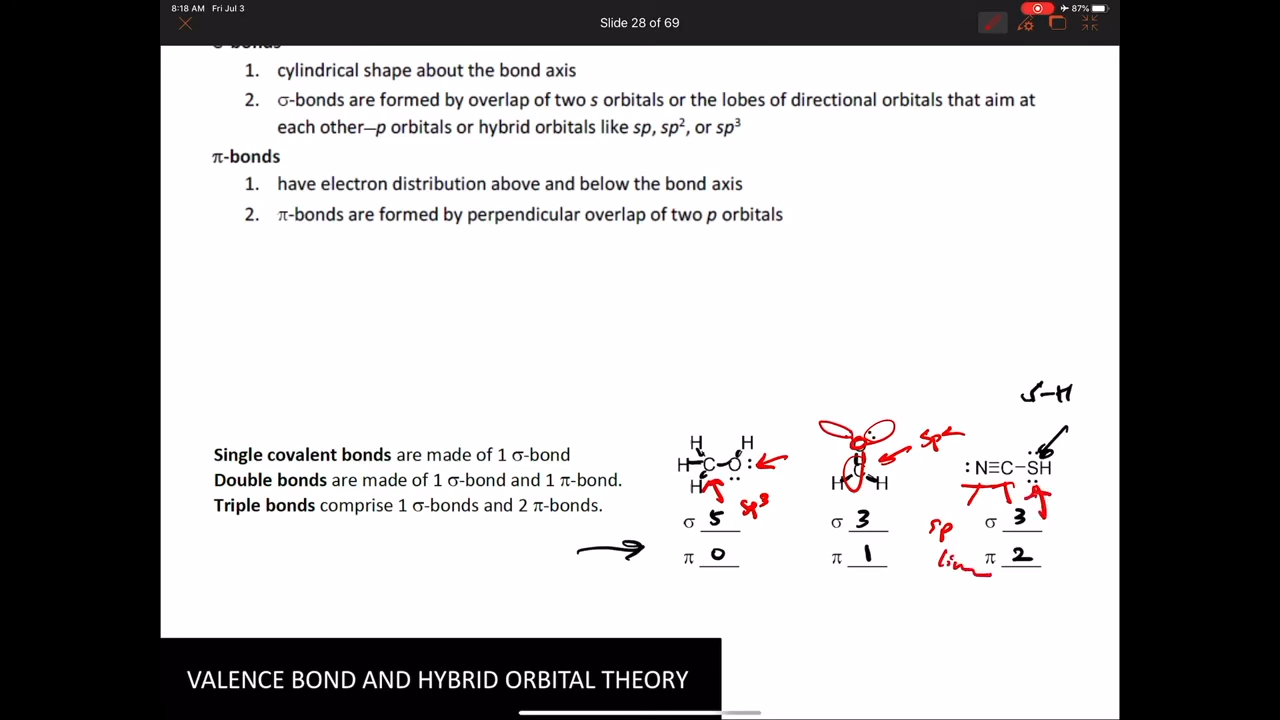 8:18 AM Fri Jul 3
87%
Slide 28 of 69
σ-bonds
1. cylindrical shape about the bond axis
2. σ-bonds are formed by overlap of two s orbitals or the lobes of directional orbitals that aim at
each other—p orbitals or hybrid orbitals like sp, sp², or sp³
π-bonds
1. have electron distribution above and below the bond axis
2. π-bonds are formed by perpendicular overlap of two p orbitals
S-H
Single covalent bonds are made of 1 σ-bond
Double bonds are made of 1 σ-bond and 1 π-bond.
Triple bonds comprise 1 σ-bonds and 2 π-bonds.
H H
H C O :
H
sp³
σ 5
π 0
sp²
O
C
H H
σ 3
π 1
: N≡C–SH
sp
lin
σ 3
π 2
VALENCE BOND AND HYBRID ORBITAL THEORY